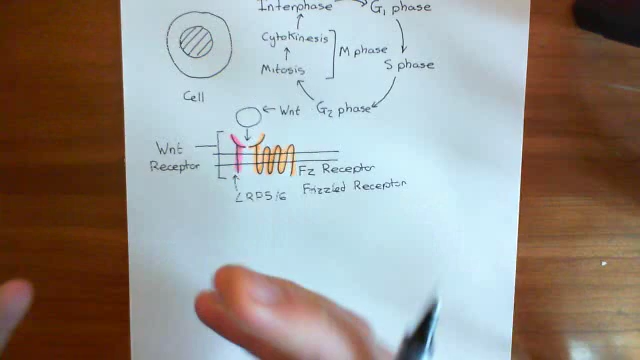 Interphase
G1 phase
Cytokinesis
M phase
Mitosis
S phase
Cell
Wnt
G2 phase
Wnt
Receptor
Fz Receptor
Frizzled Receptor
LRP5/6